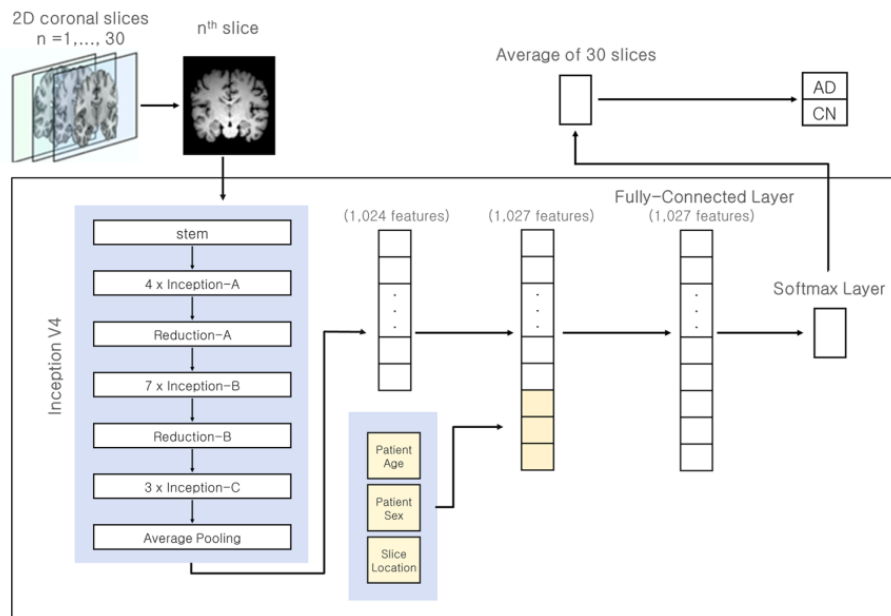 2D coronal slices
n =1,..., 30
nth slice
Average of 30 slices
AD
CN
Inception V4
stem
4 x Inception-A
Reduction-A
7 x Inception-B
Reduction-B
3 x Inception-C
Average Pooling
(1,024 features)
(1,027 features)
Fully-Connected Layer
(1,027 features)
Patient
Age
Patient
Sex
Slice
Location
Softmax Layer